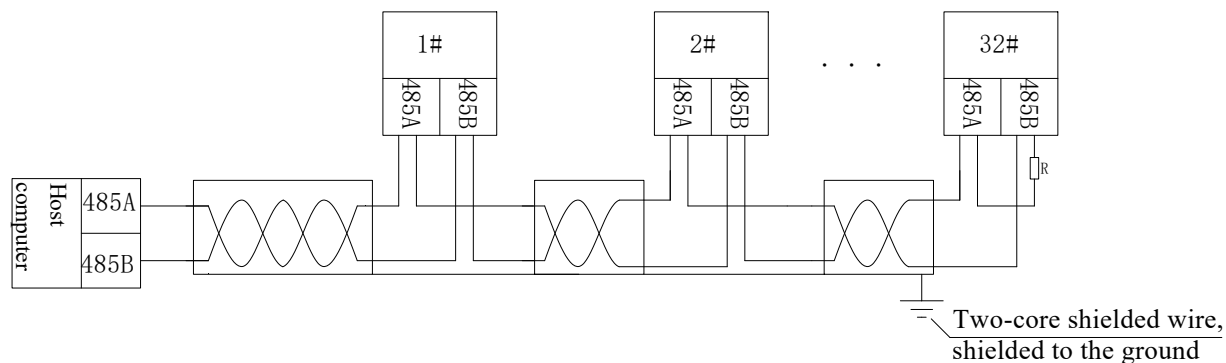 1#
2#
. . .
32#
485A
485B
485A
485B
485A
485B
R
Host
computer
485A
485B
Two-core shielded wire,
shielded to the ground